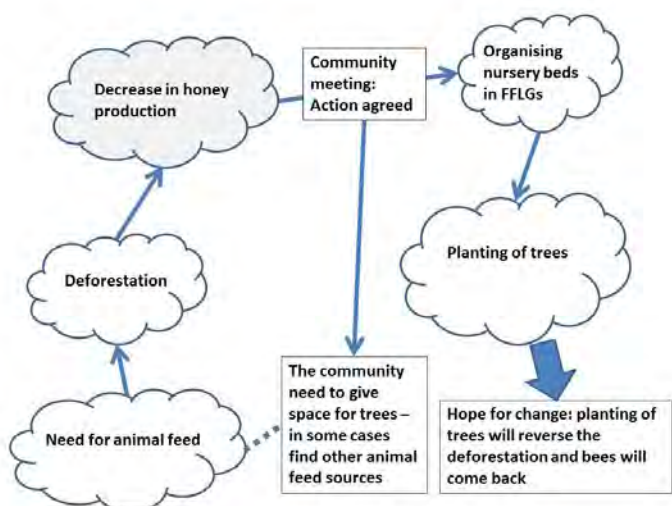 Decrease in honey
production
Community
meeting:
Action agreed
Organising
nursery beds
in FFLGs
Deforestation
Planting of trees
Need for animal feed
The community
need to give
space for trees –
in some cases
find other animal
feed sources
Hope for change: planting of
trees will reverse the
deforestation and bees will
come back